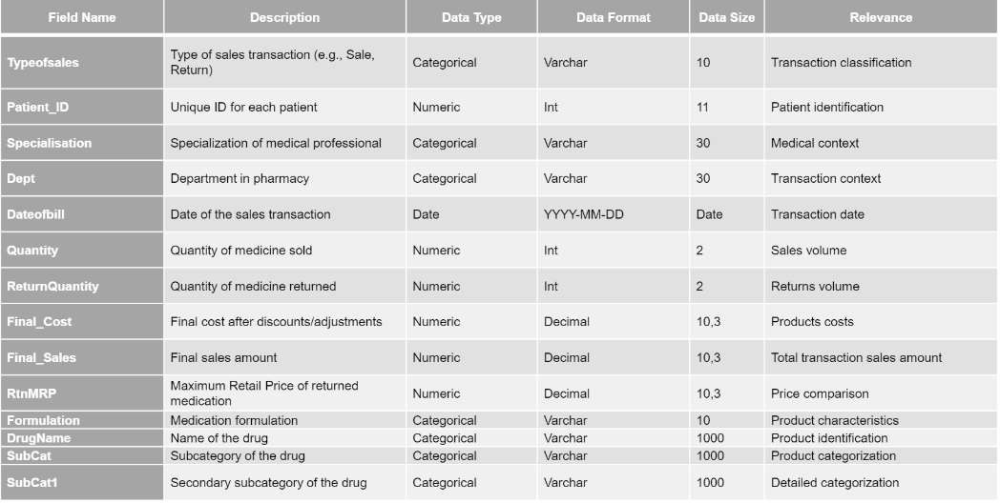 Field Name Description Data Type Data Format Data Size Relevance
Typeofsales Type of sales transaction (e.g., Sale, Return) Categorical Varchar 10 Transaction classification
Patient_ID Unique ID for each patient Numeric Int 11 Patient identification
Specialisation Specialization of medical professional Categorical Varchar 30 Medical context
Dept Department in pharmacy Categorical Varchar 30 Transaction context
Dateofbill Date of the sales transaction Date YYYY-MM-DD Date Transaction date
Quantity Quantity of medicine sold Numeric Int 2 Sales volume
ReturnQuantity Quantity of medicine returned Numeric Int 2 Returns volume
Final_Cost Final cost after discounts/adjustments Numeric Decimal 10,3 Products costs
Final_Sales Final sales amount Numeric Decimal 10,3 Total transaction sales amount
RtnMRP Maximum Retail Price of returned medication Numeric Decimal 10,3 Price comparison
Formulation Medication formulation Categorical Varchar 10 Product characteristics
DrugName Name of the drug Categorical Varchar 1000 Product identification
SubCat Subcategory of the drug Categorical Varchar 1000 Product categorization
SubCat1 Secondary subcategory of the drug Categorical Varchar 1000 Detailed categorization